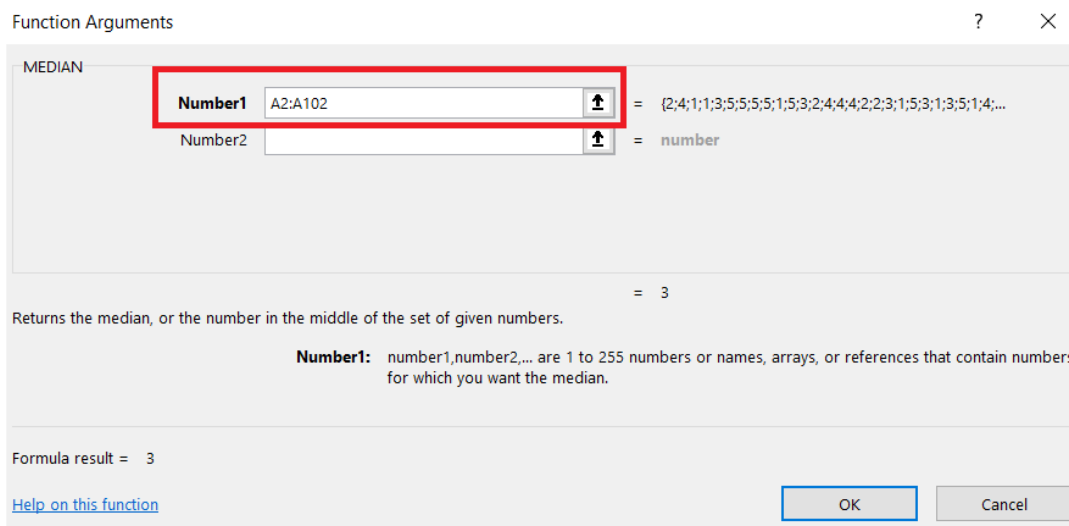 Function Arguments ? ×
MEDIAN
Number1 A2:A102 = {2;4;1;1;3;5;5;5;5;1;5;3;2;4;4;4;2;2;3;1;5;3;1;3;5;1;4;...
Number2 = number
= 3
Returns the median, or the number in the middle of the set of given numbers.
Number1: number1,number2,... are 1 to 255 numbers or names, arrays, or references that contain numbers
for which you want the median.
Formula result = 3
Help on this function OK Cancel